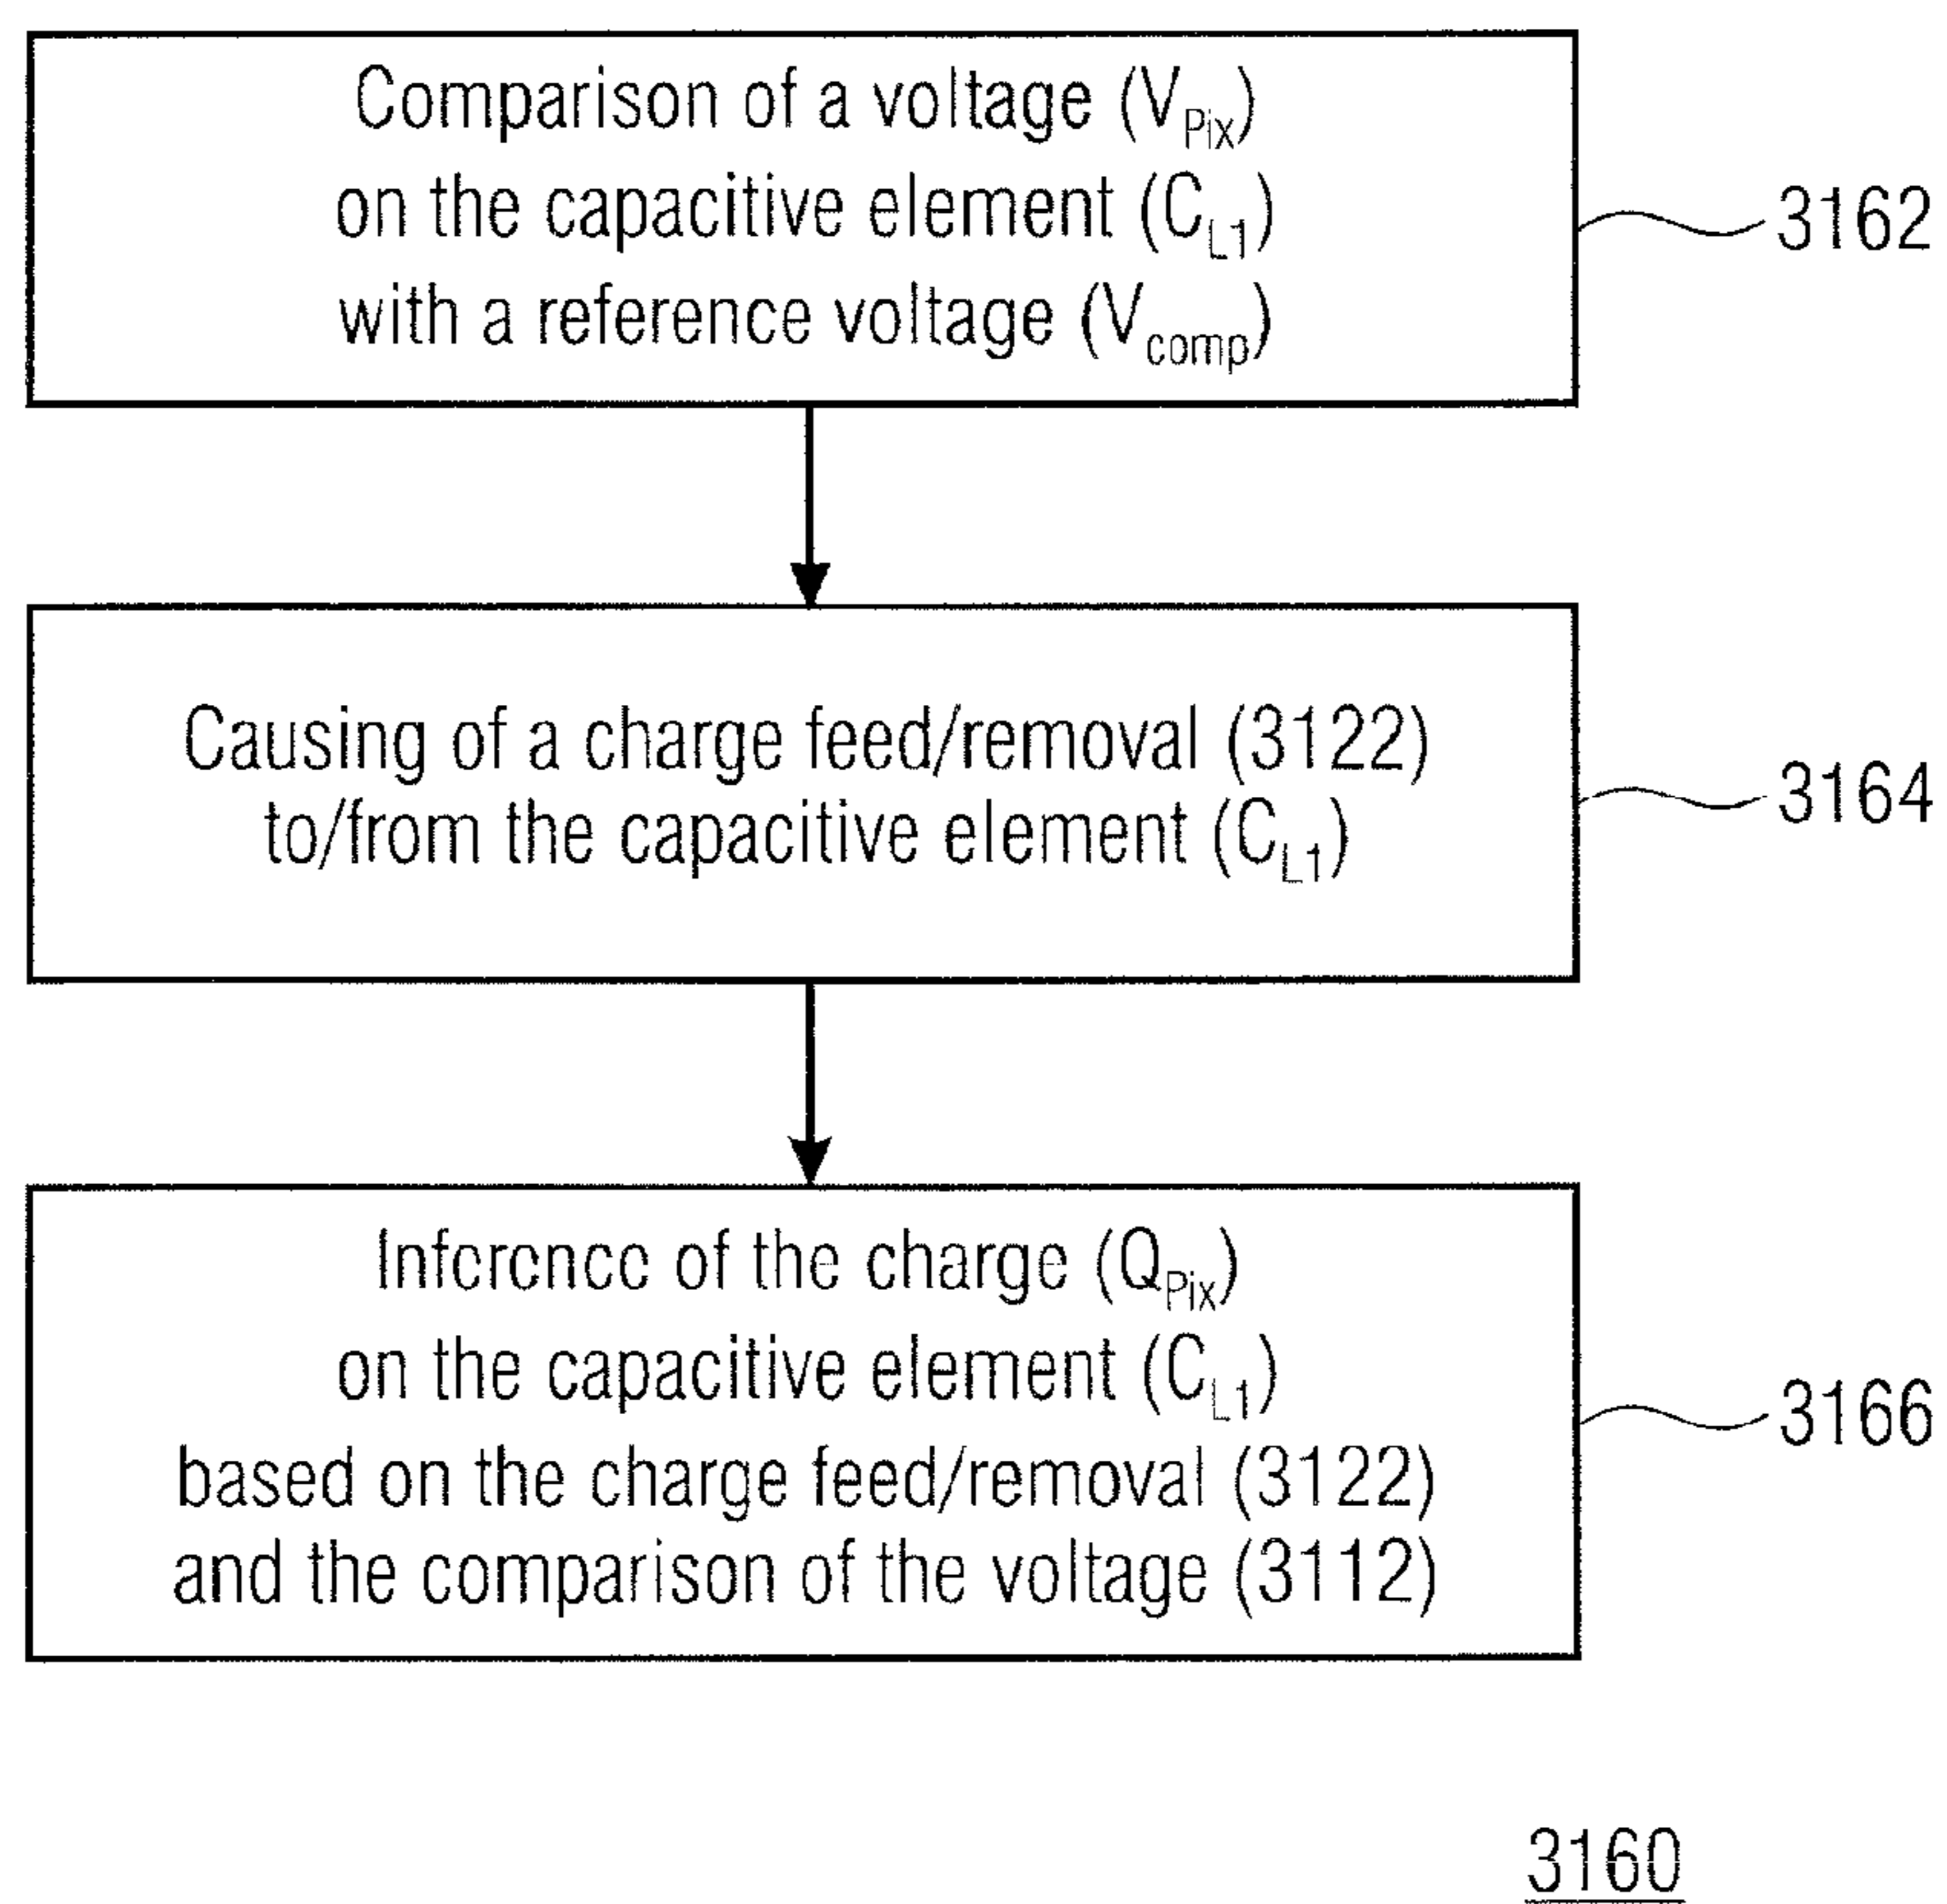 Comparison of a voltage (V_Pix)
on the capacitive element (C_L1)
with a reference voltage (V_comp)
3162
Causing of a charge feed/removal (3122)
to/from the capacitive element (C_L1)
3164
Inference of the charge (Q_Pix)
on the capacitive element (C_L1)
based on the charge feed/removal (3122)
and the comparison of the voltage (3112)
3166
3160